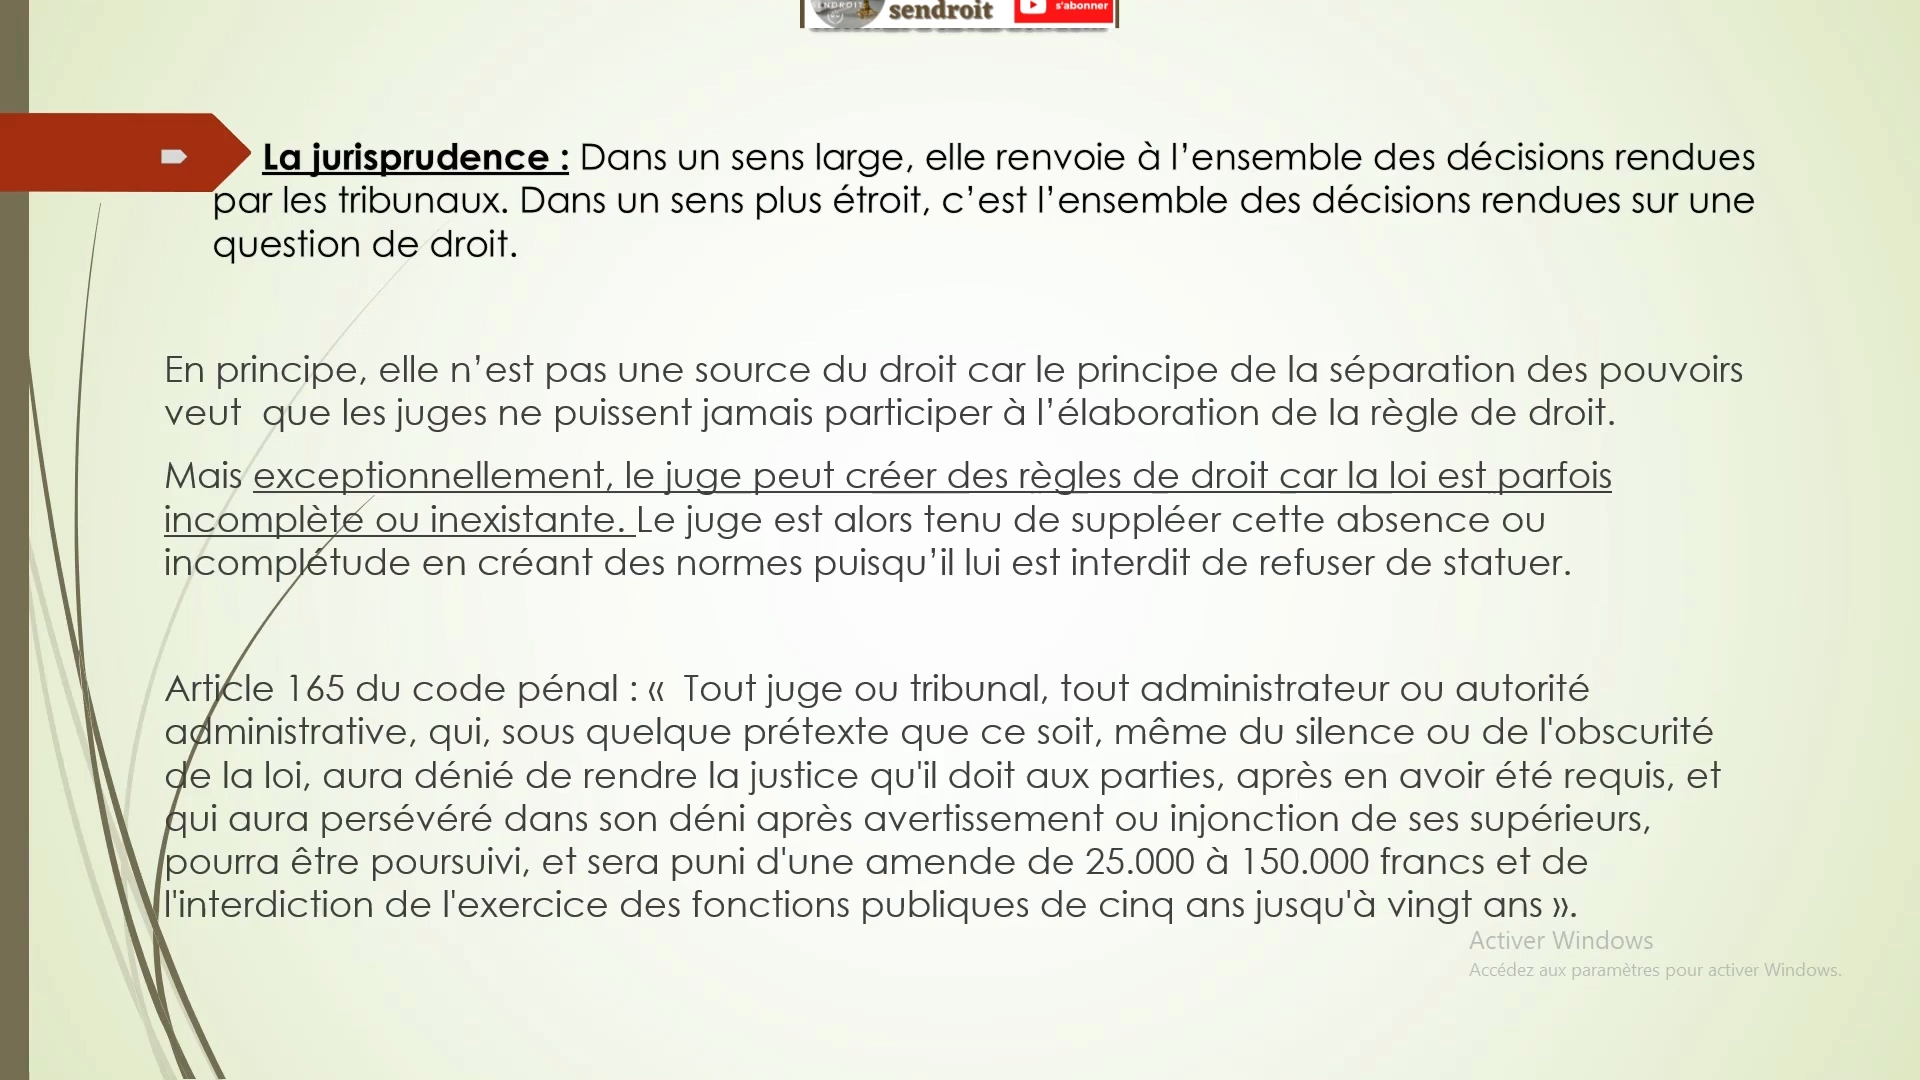 SENDROIT
sendroit
s'abonner
La jurisprudence : Dans un sens large, elle renvoie à l’ensemble des décisions rendues
par les tribunaux. Dans un sens plus étroit, c’est l’ensemble des décisions rendues sur une
question de droit.
En principe, elle n’est pas une source du droit car le principe de la séparation des pouvoirs
veut  que les juges ne puissent jamais participer à l’élaboration de la règle de droit.
Mais exceptionnellement, le juge peut créer des règles de droit car la loi est parfois
incomplète ou inexistante. Le juge est alors tenu de suppléer cette absence ou
incomplétude en créant des normes puisqu’il lui est interdit de refuser de statuer.
Article 165 du code pénal : «  Tout juge ou tribunal, tout administrateur ou autorité
administrative, qui, sous quelque prétexte que ce soit, même du silence ou de l'obscurité
de la loi, aura dénié de rendre la justice qu'il doit aux parties, après en avoir été requis, et
qui aura persévéré dans son déni après avertissement ou injonction de ses supérieurs,
pourra être poursuivi, et sera puni d'une amende de 25.000 à 150.000 francs et de
l'interdiction de l'exercice des fonctions publiques de cinq ans jusqu'à vingt ans ».
Activer Windows
Accédez aux paramètres pour activer Windows.